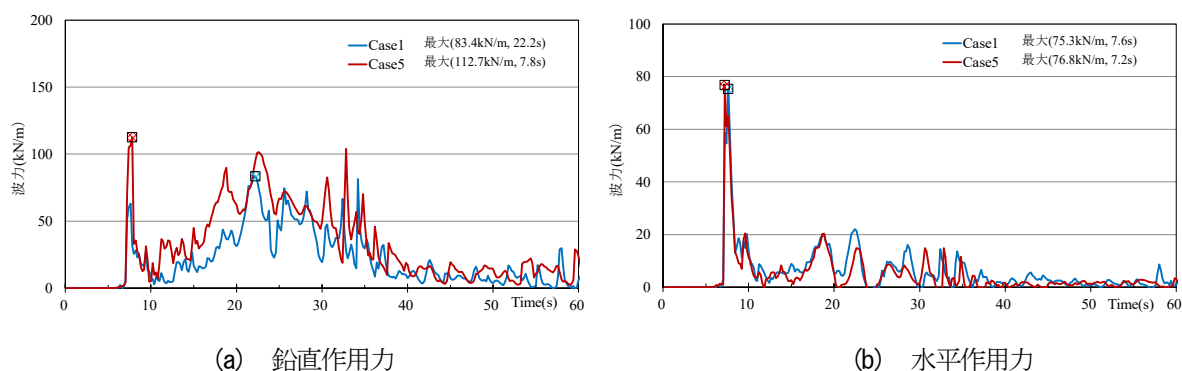 200
150
100
50
0
波力(kN/m)
0 10 20 30 40 50 60
Time(s)
Case1 最大(83.4kN/m, 22.2s)
Case5 最大(112.7kN/m, 7.8s)
(a) 鉛直作用力
100
80
60
40
20
0
波力(kN/m)
0 10 20 30 40 50 60
Time(s)
Case1 最大(75.3kN/m, 7.6s)
Case5 最大(76.8kN/m, 7.2s)
(b) 水平作用力